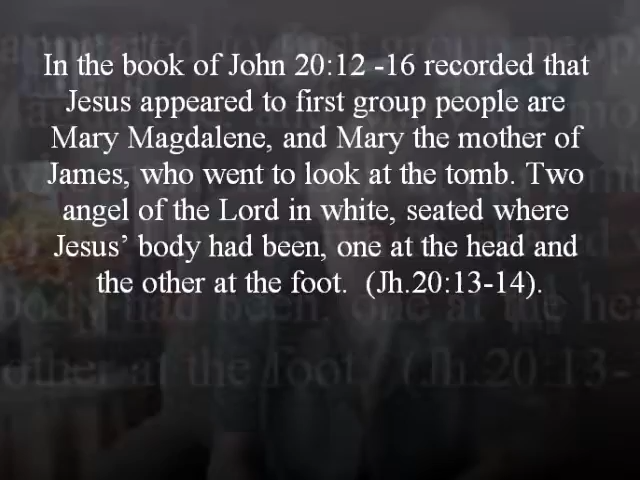 In the book of John 20:12 -16 recorded that
Jesus appeared to first group people are
Mary Magdalene, and Mary the mother of
James, who went to look at the tomb. Two
angel of the Lord in white, seated where
Jesus’ body had been, one at the head and
the other at the foot.  (Jh.20:13-14).